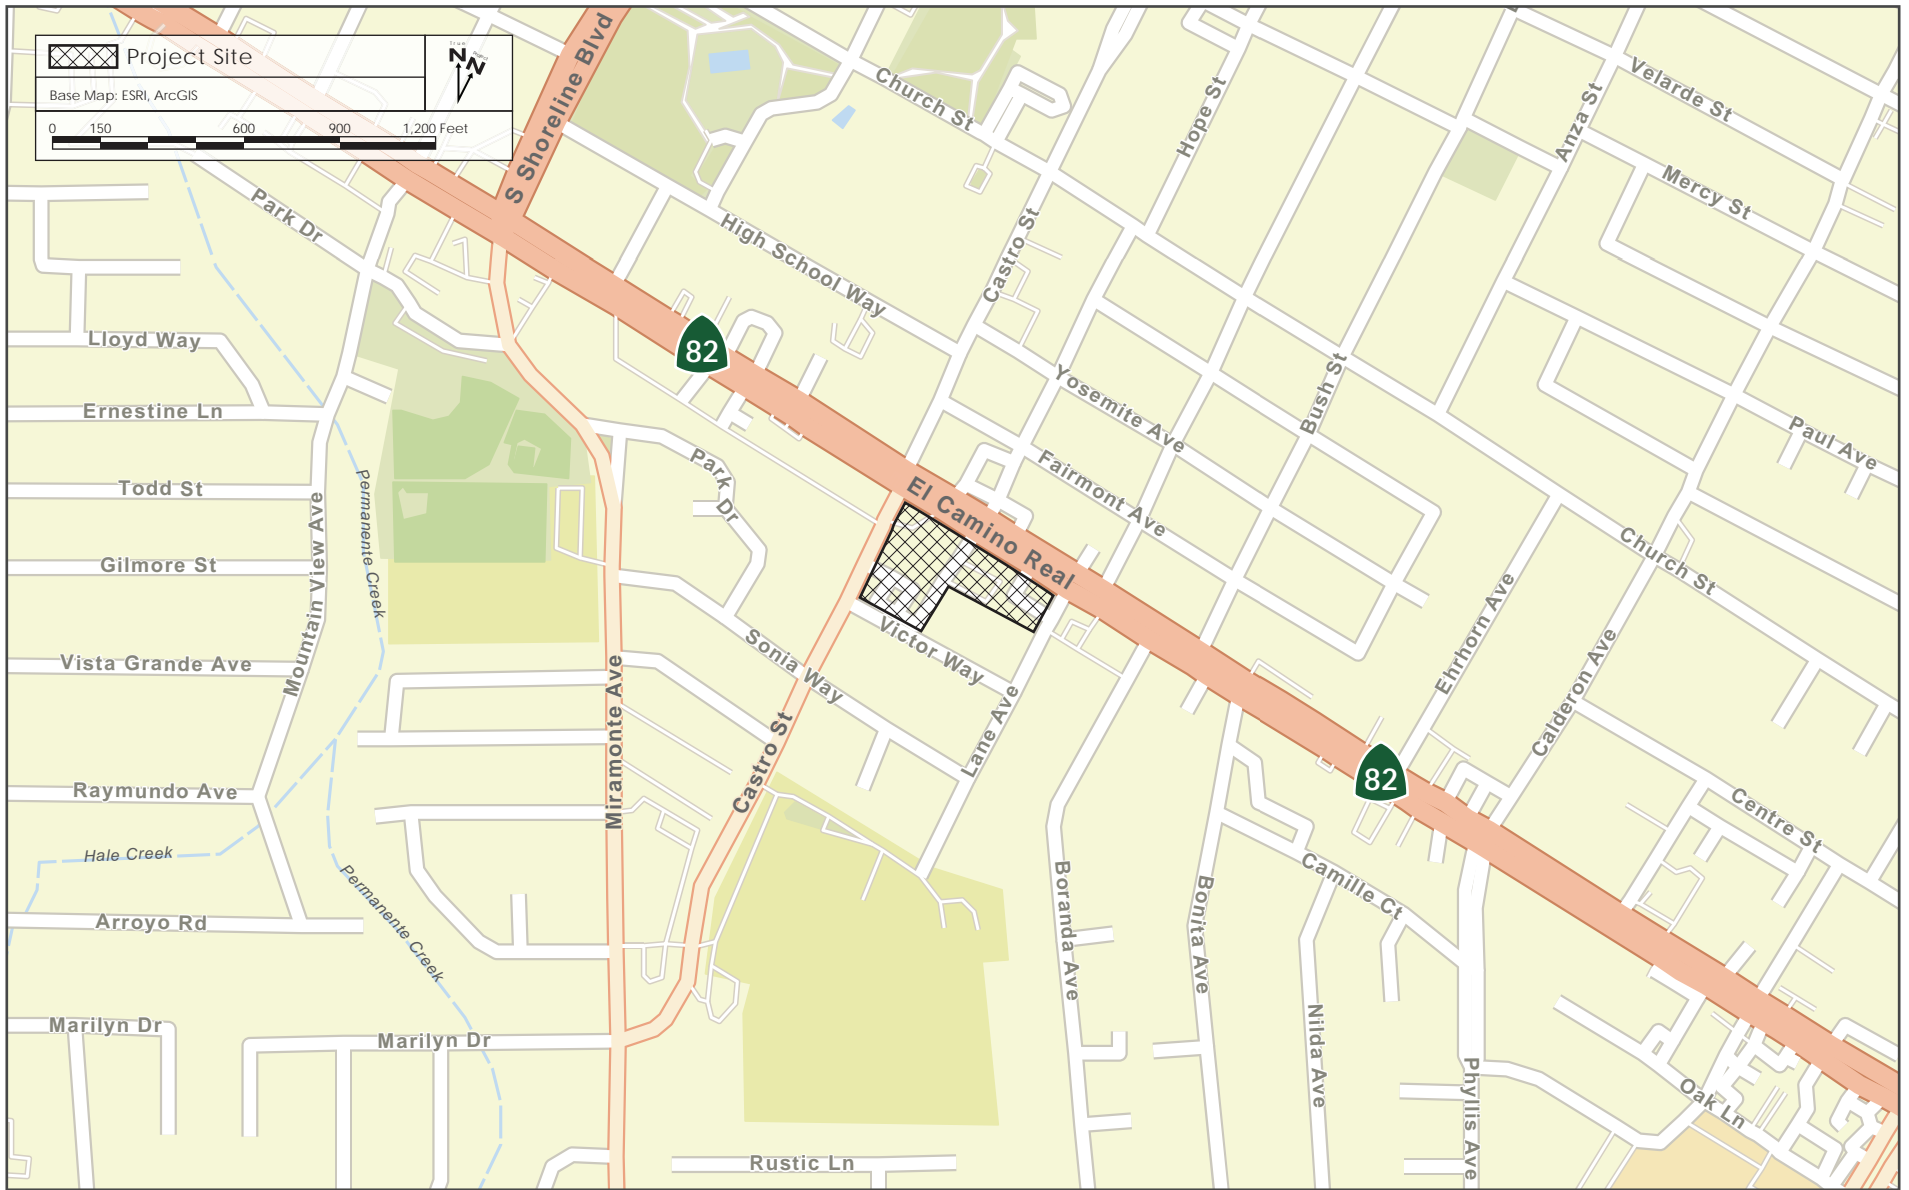 Project Site
True
N
Project
N
Base Map: ESRI, ArcGIS
0 150 600 900 1,200 Feet
S Shoreline Blvd
Church St
Hope St
Velarde St
Anza St
Mercy St
Park Dr
High School Way
Castro St
82
Lloyd Way
Ernestine Ln
Yosemite Ave
Bush St
Paul Ave
Todd St
Permanente Creek
Park Dr
El Camino Real
Fairmont Ave
Church St
Gilmore St
Mountain View Ave
Victor Way
Ehrhorn Ave
Calderon Ave
Vista Grande Ave
Miramonte Ave
Sonia Way
Lane Ave
Castro St
82
Raymundo Ave
Centre St
Hale Creek
Permanente Creek
Boranda Ave
Bonita Ave
Camille Ct
Arroyo Rd
Marilyn Dr
Marilyn Dr
Nilda Ave
Phyllis Ave
Oak Ln
Rustic Ln